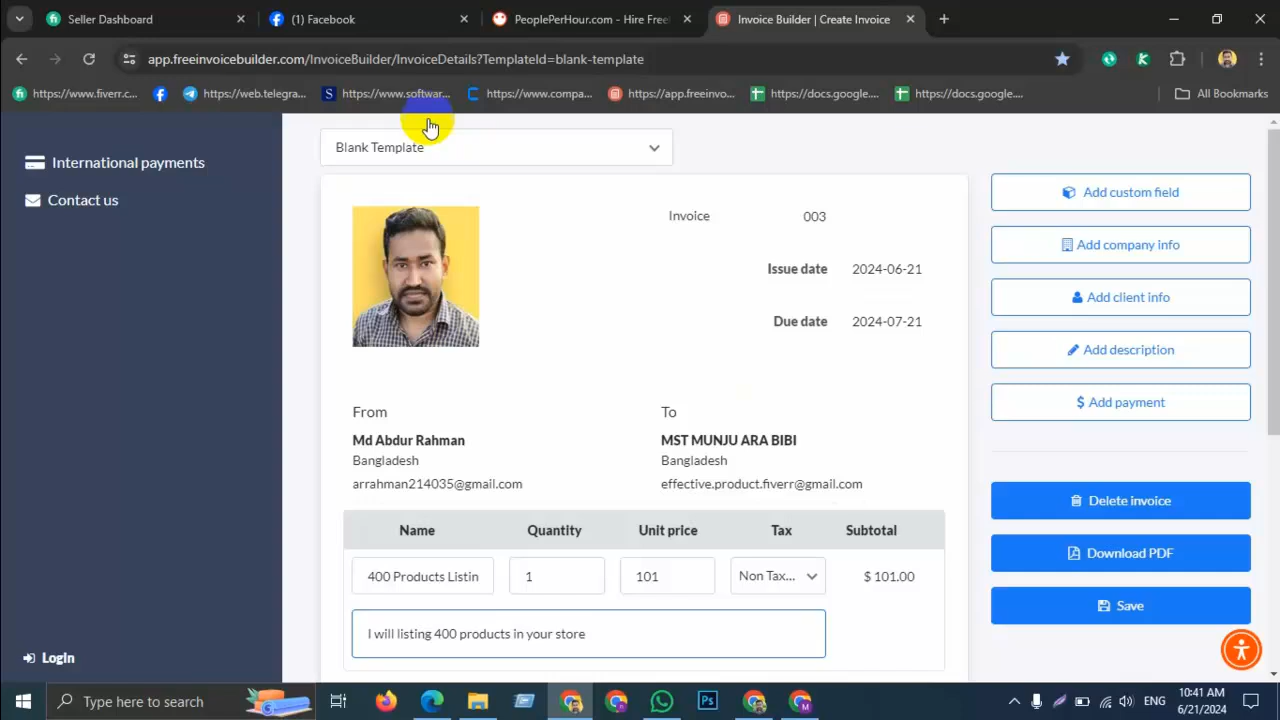 Seller Dashboard
(1) Facebook
PeoplePerHour.com - Hire Free
Invoice Builder | Create Invoice
app.freeinvoicebuilder.com/InvoiceBuilder/InvoiceDetails?TemplateId=blank-template
https://www.fiverr.c...
https://web.telegra...
https://www.softwar...
https://www.compa...
https://app.freeinvo...
https://docs.google....
https://docs.google....
All Bookmarks
International payments
Contact us
Login
Blank Template
Invoice 003
Issue date 2024-06-21
Due date 2024-07-21
From
Md Abdur Rahman
Bangladesh
arrahman214035@gmail.com
To
MST MUNJU ARA BIBI
Bangladesh
effective.product.fiverr@gmail.com
Name Quantity Unit price Tax Subtotal
400 Products Listin 1 101 Non Tax... $ 101.00
I will listing 400 products in your store
Add custom field
Add company info
Add client info
Add description
Add payment
Delete invoice
Download PDF
Save
Type here to search
ENG
10:41 AM
6/21/2024